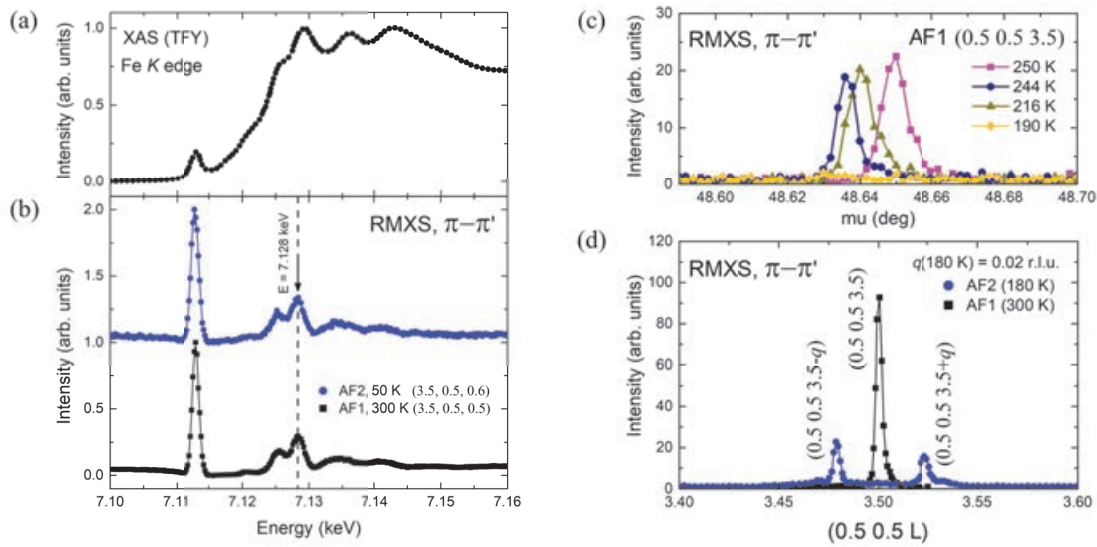 (a)
XAS (TFY)
Fe K edge
Intensity (arb. units)
1.0
0.5
0.0
(b)
RMXS, π−π'
E = 7.128 keV
Intensity (arb. units)
2.0
1.5
1.0
0.5
0.0
AF2, 50 K (3.5, 0.5, 0.6)
AF1, 300 K (3.5, 0.5, 0.5)
7.10 7.11 7.12 7.13 7.14 7.15 7.16
Energy (keV)
(c)
RMXS, π−π'
AF1 (0.5 0.5 3.5)
250 K
244 K
216 K
190 K
Intensity (arb. units)
30
20
10
0
48.60 48.62 48.64 48.66 48.68 48.70
mu (deg)
(d)
RMXS, π−π'
q(180 K) = 0.02 r.l.u.
AF2 (180 K)
AF1 (300 K)
(0.5 0.5 3.5-q)
(0.5 0.5 3.5)
(0.5 0.5 3.5+q)
Intensity (arb. units)
120
100
80
60
40
20
0
3.40 3.45 3.50 3.55 3.60
(0.5 0.5 L)